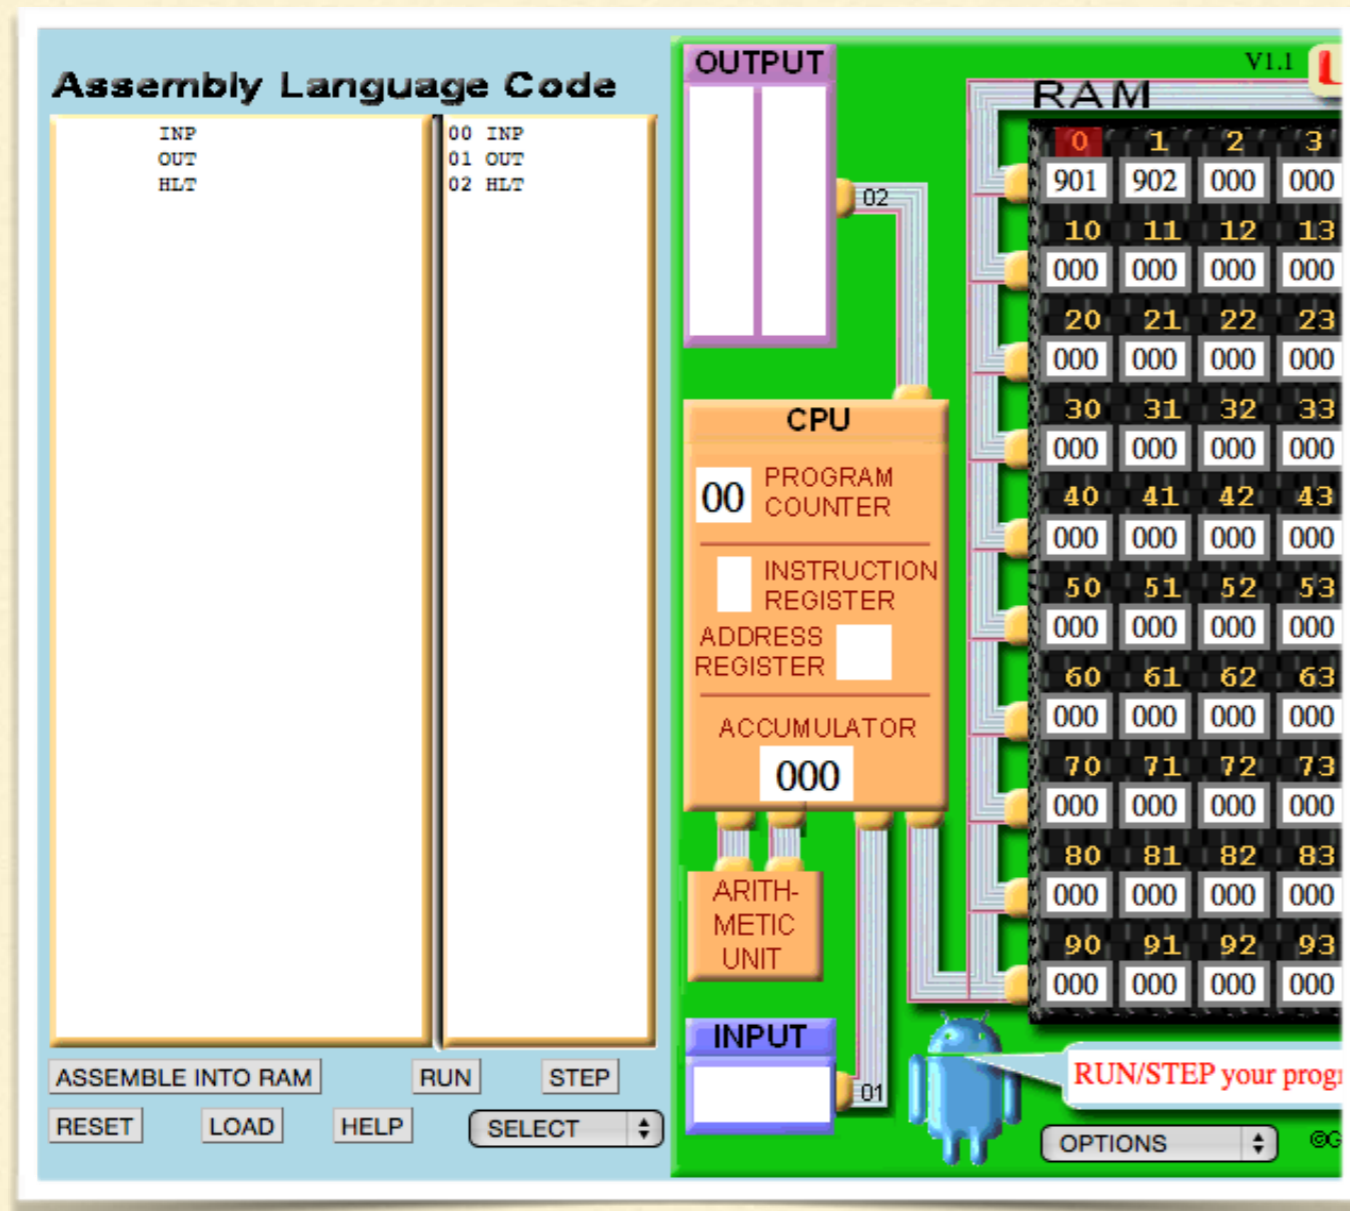 Assembly Language Code
INP
OUT
HLT
00 INP
01 OUT
02 HLT
ASSEMBLE INTO RAM RUN STEP
RESET LOAD HELP SELECT
OUTPUT
02
CPU
00 PROGRAM
COUNTER
INSTRUCTION
REGISTER
ADDRESS
REGISTER
ACCUMULATOR
000
ARITH-
METIC
UNIT
INPUT
01
V1.1
RAM
0 1 2 3
901 902 000 000
10 11 12 13
000 000 000 000
20 21 22 23
000 000 000 000
30 31 32 33
000 000 000 000
40 41 42 43
000 000 000 000
50 51 52 53
000 000 000 000
60 61 62 63
000 000 000 000
70 71 72 73
000 000 000 000
80 81 82 83
000 000 000 000
90 91 92 93
000 000 000 000
RUN/STEP your
OPTIONS